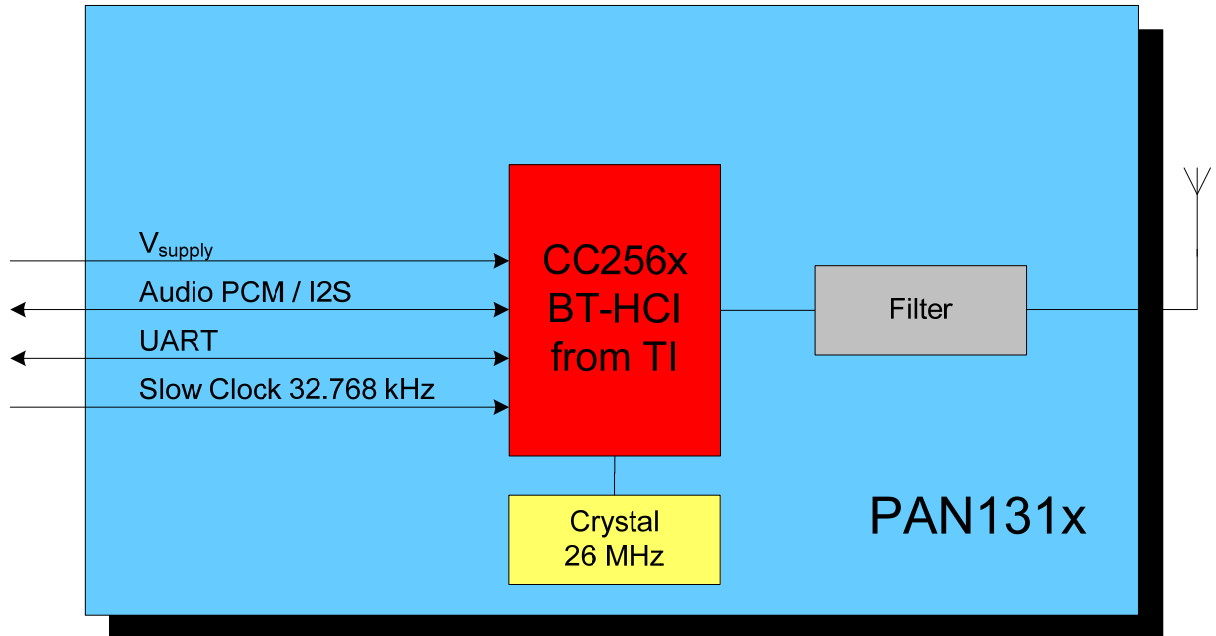 V supply
Audio PCM / I2S
UART
Slow Clock 32.768 kHz
CC256x
BT-HCI
from TI
Filter
Crystal
26 MHz
PAN131x